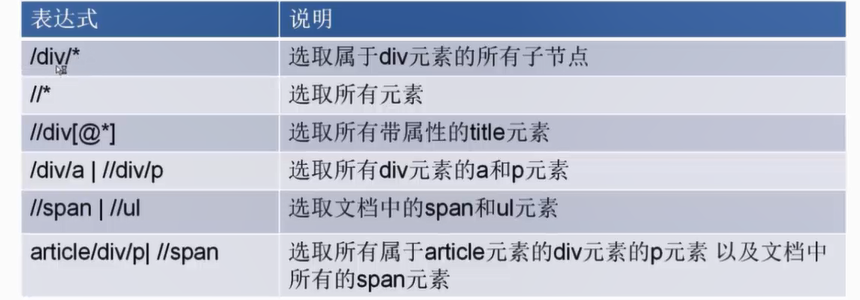 表达式 说明
/div/* 选取属于div元素的所有子节点
//* 选取所有元素
//div[@*] 选取所有带属性的title元素
/div/a | //div/p 选取所有div元素的a和p元素
//span | //ul 选取文档中的span和ul元素
article/div/p| //span 选取所有属于article元素的div元素的p元素 以及文档中
所有的span元素